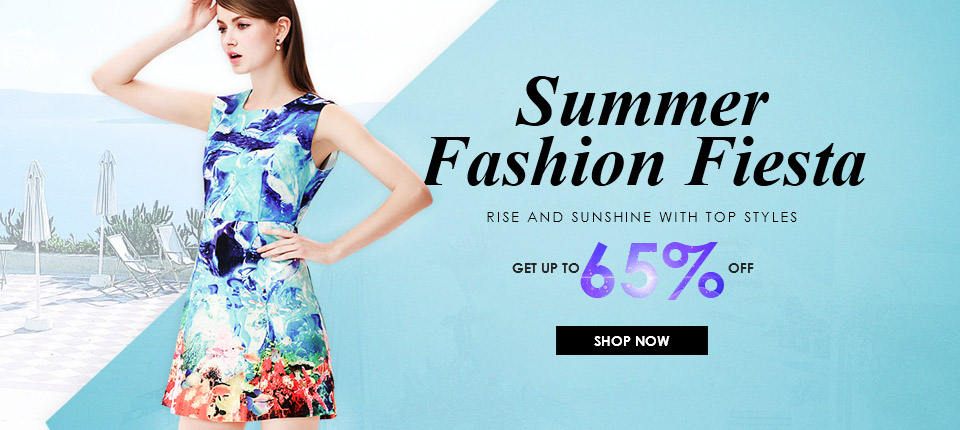 Summer
Fashion Fiesta
RISE AND SUNSHINE WITH TOP STYLES
GET UP TO 65% OFF
SHOP NOW